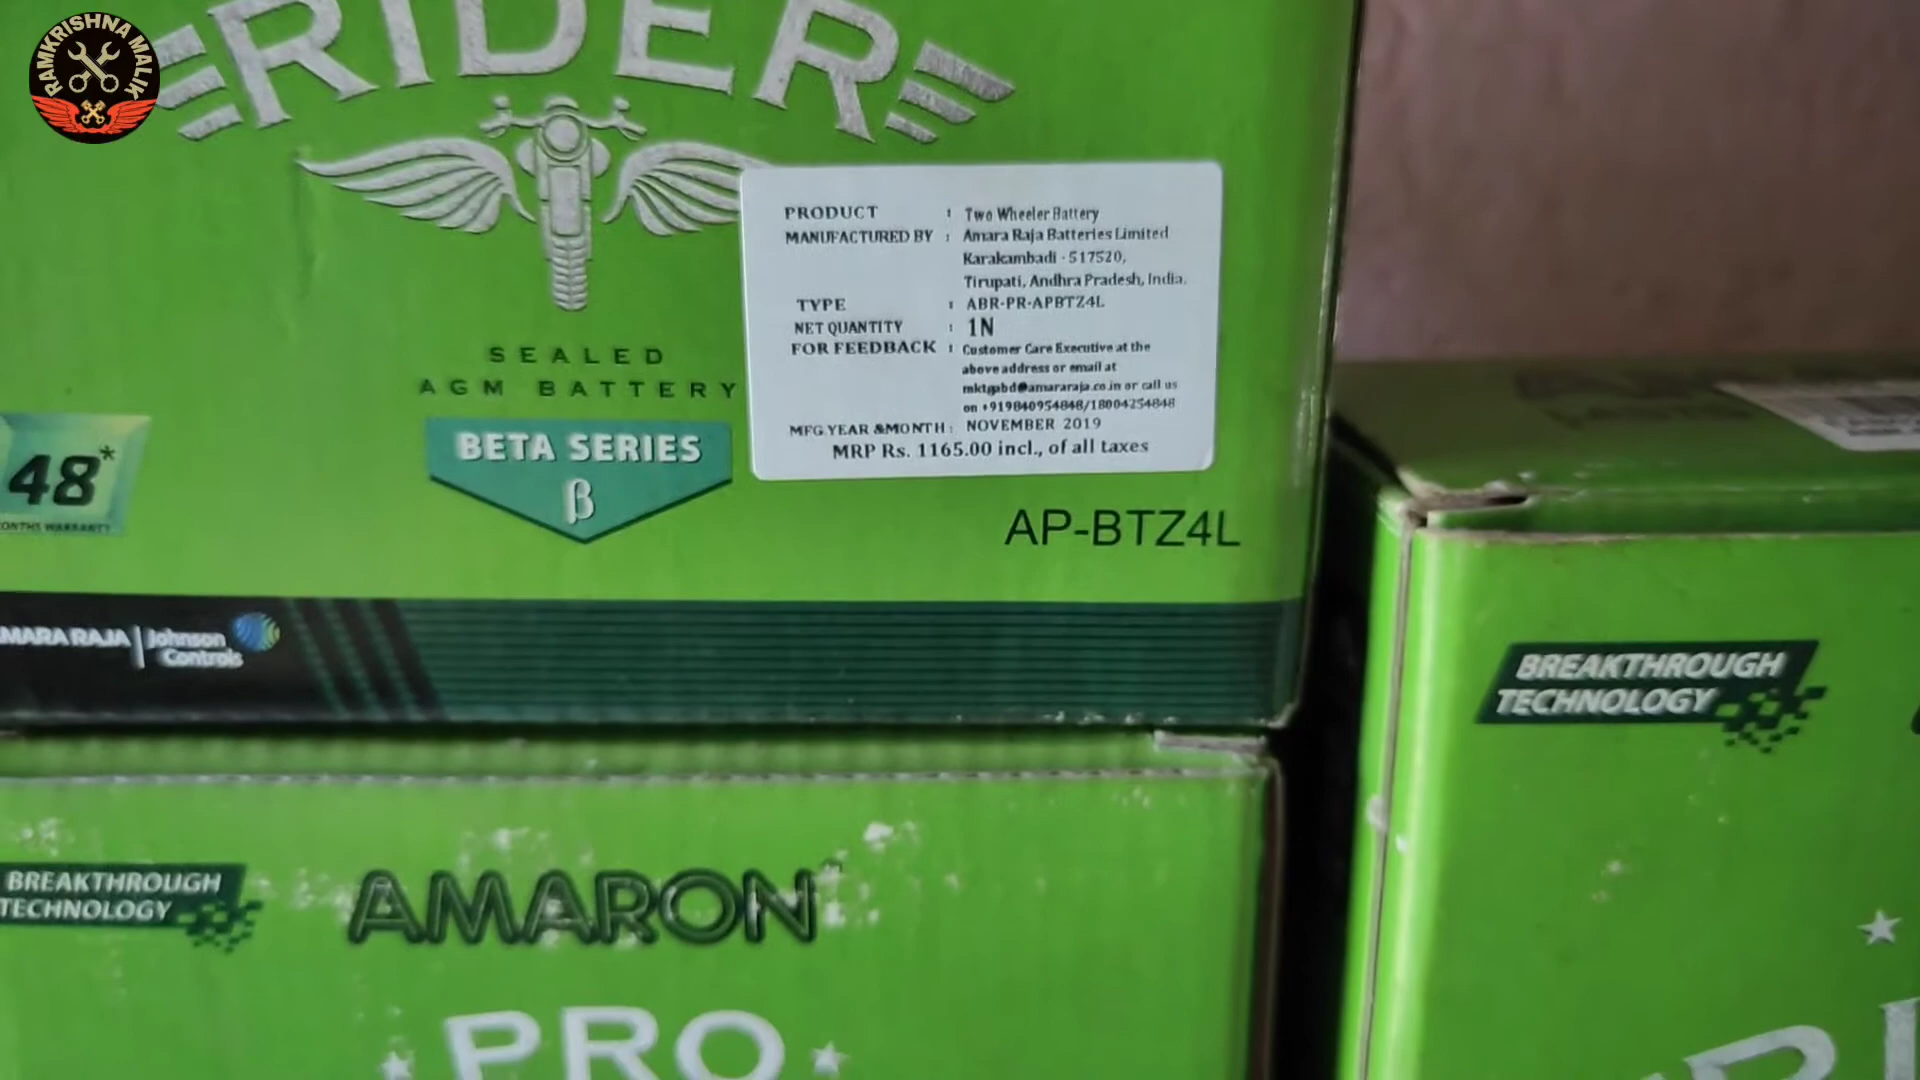 RAMKRISHNA MALIK
RIDER
PRODUCT : Two Wheeler Battery
MANUFACTURED BY : Amara Raja Batteries Limited
Karakambadi - 517520,
Tirupati, Andhra Pradesh, India.
TYPE : ABR-PR-APBTZ4L
NET QUANTITY : 1N
FOR FEEDBACK : Customer Care Executive at the
above address or email at
mktgabd@amararaja.co.in or call us
on +919840954848/18004254848
MFG.YEAR &MONTH : NOVEMBER 2019
MRP Rs. 1165.00 incl., of all taxes
SEALED
AGM BATTERY
BETA SERIES
β
48*
ONTHS WARRANTY
AP-BTZ4L
MARA RAJA | Johnson
Controls
BREAKTHROUGH
TECHNOLOGY
AMARON
PRO
BREAKTHROUGH
TECHNOLOGY